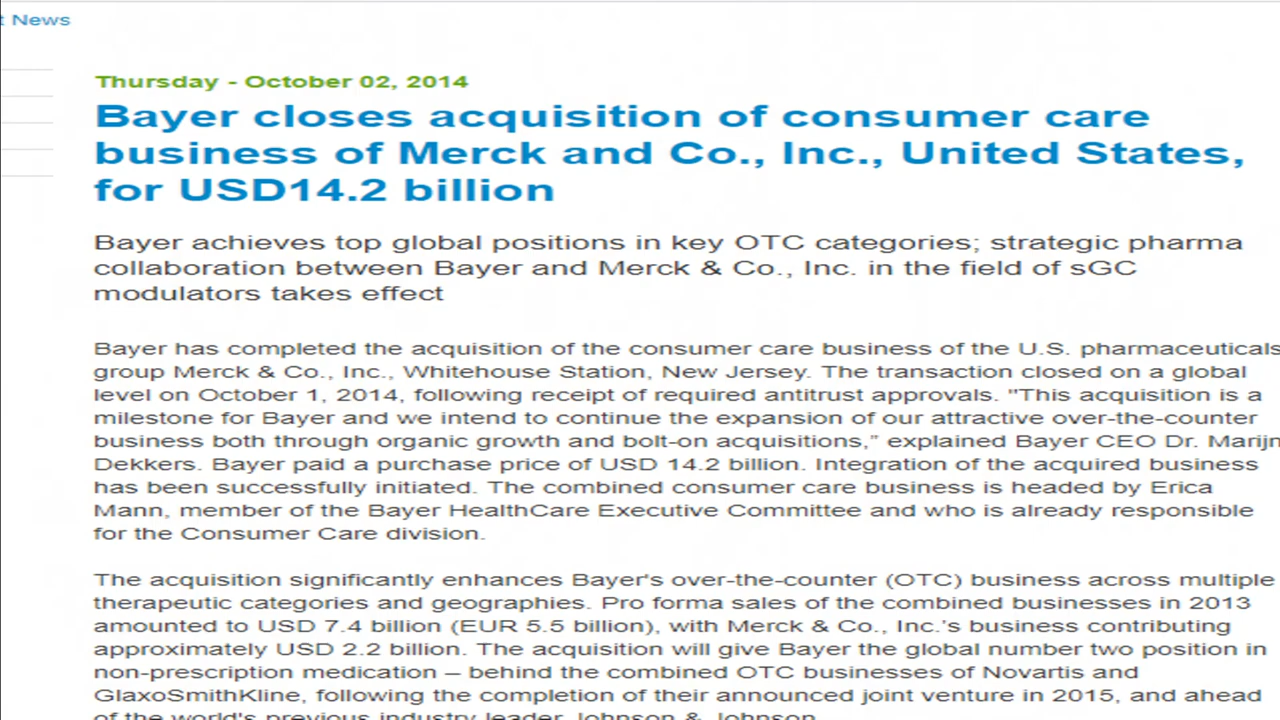 News
Thursday - October 02, 2014
Bayer closes acquisition of consumer care
business of Merck and Co., Inc., United States,
for USD14.2 billion
Bayer achieves top global positions in key OTC categories; strategic pharma
collaboration between Bayer and Merck & Co., Inc. in the field of sGC
modulators takes effect
Bayer has completed the acquisition of the consumer care business of the U.S. pharmaceuticals
group Merck & Co., Inc., Whitehouse Station, New Jersey. The transaction closed on a global
level on October 1, 2014, following receipt of required antitrust approvals. "This acquisition is a
milestone for Bayer and we intend to continue the expansion of our attractive over-the-counter
business both through organic growth and bolt-on acquisitions,” explained Bayer CEO Dr. Marijn
Dekkers. Bayer paid a purchase price of USD 14.2 billion. Integration of the acquired business
has been successfully initiated. The combined consumer care business is headed by Erica
Mann, member of the Bayer HealthCare Executive Committee and who is already responsible
for the Consumer Care division.
The acquisition significantly enhances Bayer's over-the-counter (OTC) business across multiple
therapeutic categories and geographies. Pro forma sales of the combined businesses in 2013
amounted to USD 7.4 billion (EUR 5.5 billion), with Merck & Co., Inc.'s business contributing
approximately USD 2.2 billion. The acquisition will give Bayer the global number two position in
non-prescription medication – behind the combined OTC businesses of Novartis and
GlaxoSmithKline, following the completion of their announced joint venture in 2015, and ahead
of the world's previous industry leader Johnson & Johnson.